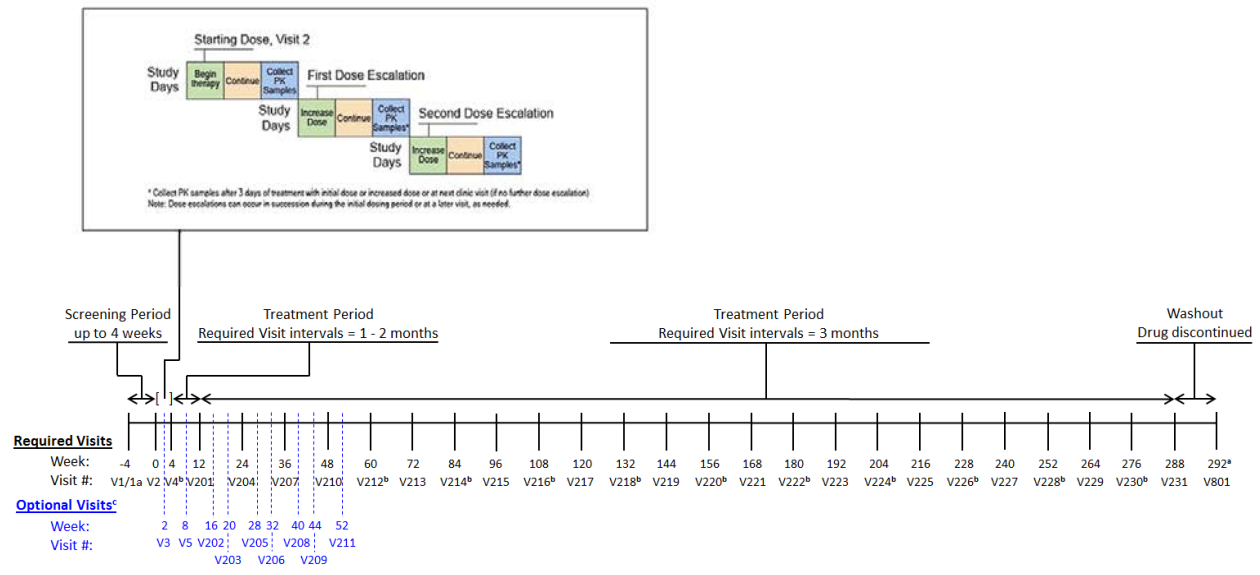 Starting Dose, Visit 2
Study Days
Begin therapy
Continue
Collect PK Samples
First Dose Escalation
Study Days
Increase Dose
Continue
Collect PK Samples*
Second Dose Escalation
Study Days
Increase Dose
Continue
Collect PK Samples*
* Collect PK samples after 3 days of treatment with initial dose or increased dose or at next clinic visit (if no further dose escalation)
Note: Dose escalations can occur in succession during the initial dosing period or at a later visit, as needed.
Screening Period
up to 4 weeks
Treatment Period
Required Visit intervals = 1 - 2 months
Treatment Period
Required Visit intervals = 3 months
Washout
Drug discontinued
[ ]
Required Visits
Week: -4 0 4 12 24 36 48 60 72 84 96 108 120 132 144 156 168 180 192 204 216 228 240 252 264 276 288 292ª
Visit #: V1/1a V2 V4ᵇ V201 V204 V207 V210 V212ᵇ V213 V214ᵇ V215 V216ᵇ V217 V218ᵇ V219 V220ᵇ V221 V222ᵇ V223 V224ᵇ V225 V226ᵇ V227 V228ᵇ V229 V230ᵇ V231 V801
Optional Visitsᶜ
Week: 2 8 16 20 28 32 40 44 52
Visit #: V3 V5 V202 V205 V208 V211
V203 V206 V209